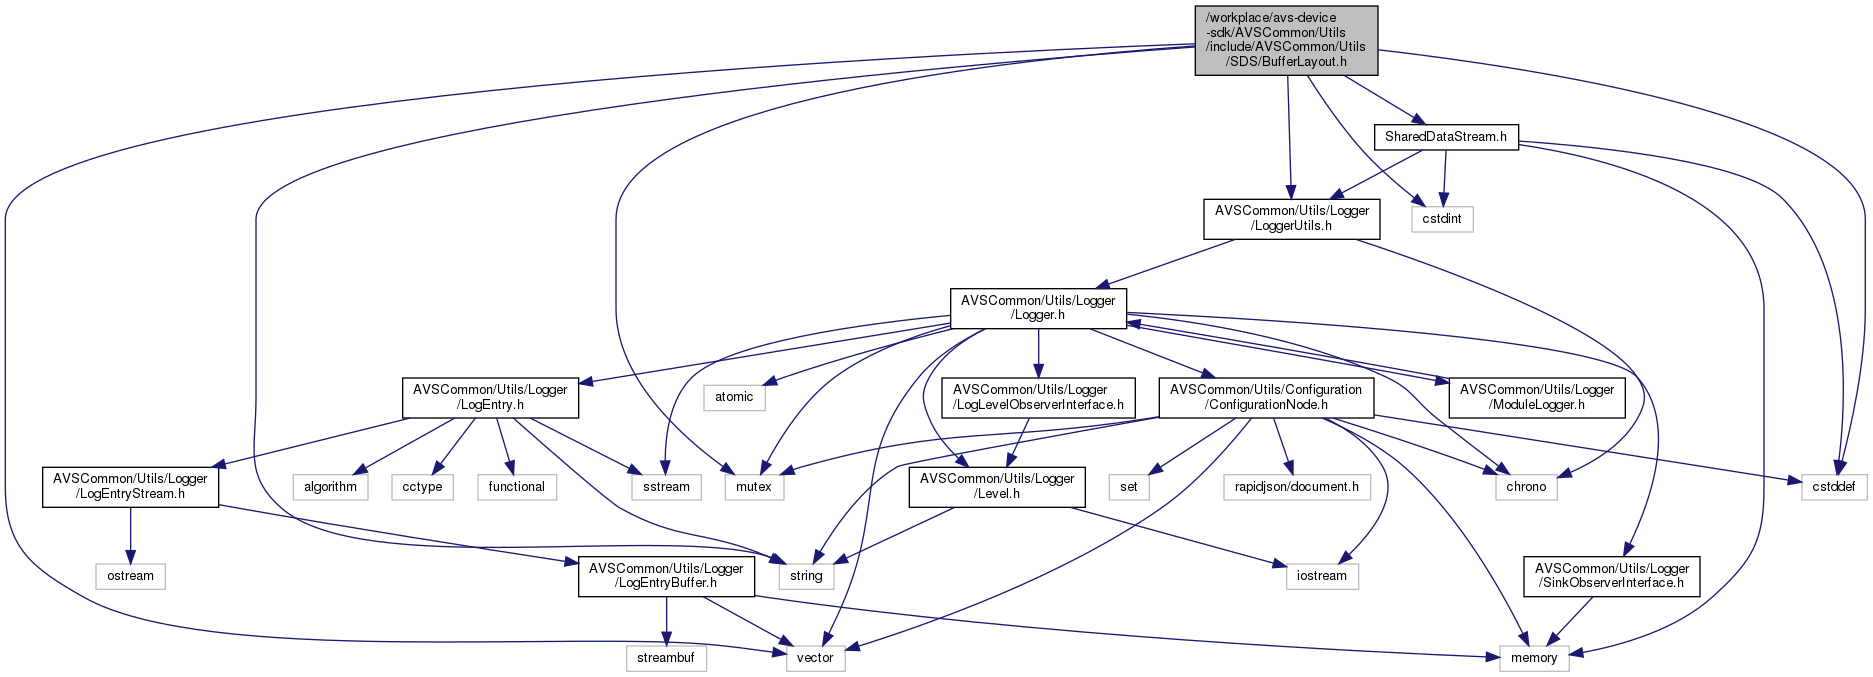 /workplace/avs-device
-sdk/AVSCommon/Utils
/include/AVSCommon/Utils
/SDS/BufferLayout.h
SharedDataStream.h
AVSCommon/Utils/Logger
/LoggerUtils.h
cstdint
AVSCommon/Utils/Logger
/Logger.h
AVSCommon/Utils/Logger
/LogEntry.h
atomic
AVSCommon/Utils/Logger
/LogLevelObserverInterface.h
AVSCommon/Utils/Configuration
/ConfigurationNode.h
AVSCommon/Utils/Logger
/ModuleLogger.h
AVSCommon/Utils/Logger
/LogEntryStream.h
algorithm
cctype
functional
sstream
mutex
AVSCommon/Utils/Logger
/Level.h
set
rapidjson/document.h
chrono
cstddef
ostream
AVSCommon/Utils/Logger
/LogEntryBuffer.h
string
iostream
AVSCommon/Utils/Logger
/SinkObserverInterface.h
streambuf
vector
memory